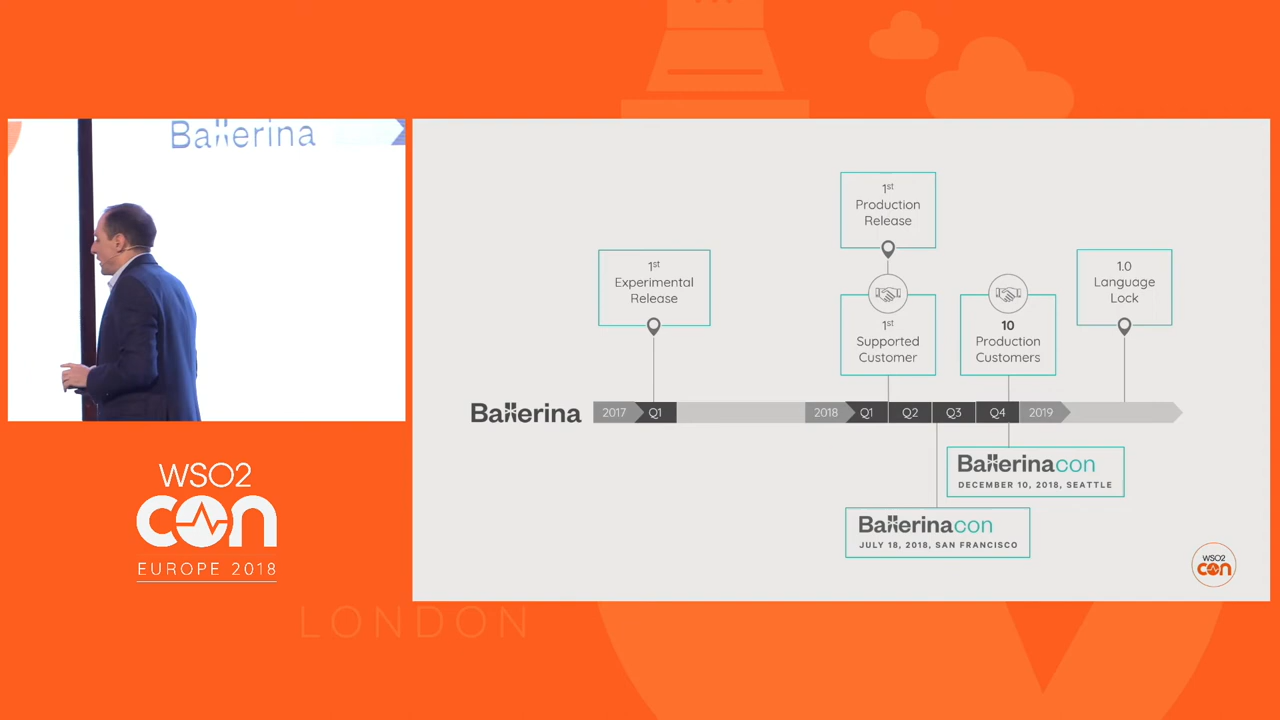 Ballerina
WSO2
con
EUROPE 2018
LONDON
1st
Production
Release
1st
Experimental
Release
1st
Supported
Customer
10
Production
Customers
1.0
Language
Lock
Ballerina 2017 Q1 2018 Q1 Q2 Q3 Q4 2019
Ballerinacon
DECEMBER 10, 2018, SEATTLE
Ballerinacon
JULY 18, 2018, SAN FRANCISCO
WSO2
con